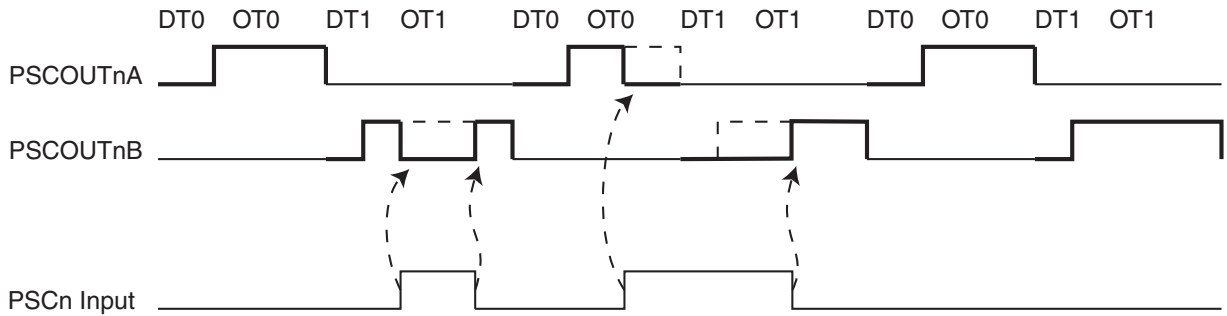 DT0 OT0 DT1 OT1 DT0 OT0 DT1 OT1 DT0 OT0 DT1 OT1
PSCOUTnA
PSCOUTnB
PSCn Input